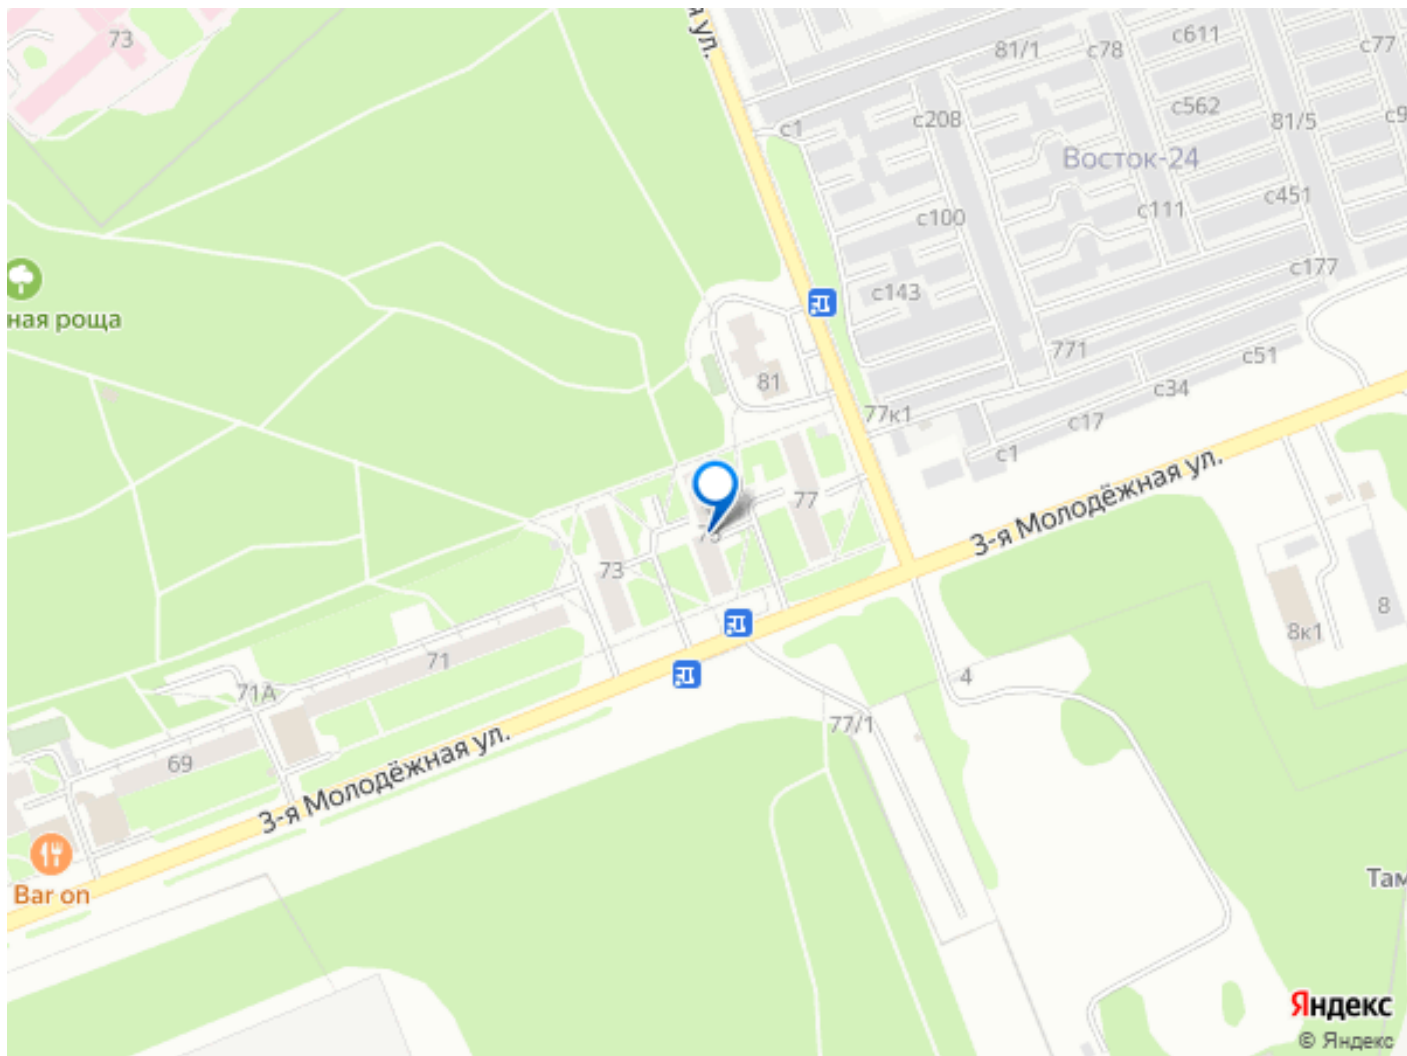 73
я ул.
81/1
с78
с611
с77
с208
с562
81/5
с1
Восток-24
с100
с111
с451
с177
с143
ная роща
771
с51
81
с34
77к1
с17
с1
3-я Молодёжная ул.
77
73
8
8к1
71
4
71А
77/1
69
3-я Молодёжная ул.
Bar on
Яндекс
© Яндекс